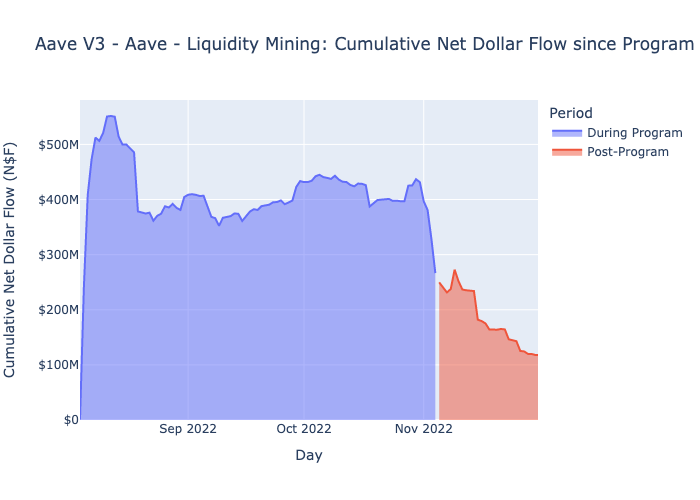 Aave V3 - Aave - Liquidity Mining: Cumulative Net Dollar Flow since Program
Period
During Program
Post-Program
Cumulative Net Dollar Flow (N$F)
$500M
$400M
$300M
$200M
$100M
$0
Sep 2022
Oct 2022
Nov 2022
Day